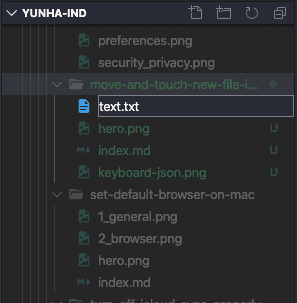 YUNHA-IND
preferences.png
security_privacy.png
move-and-touch-new-file-i...
text.txt
hero.png U
M↓ index.md U
keyboard-json.png U
set-default-browser-on-mac
1_general.png
2_browser.png
hero.png
M↓ index.md